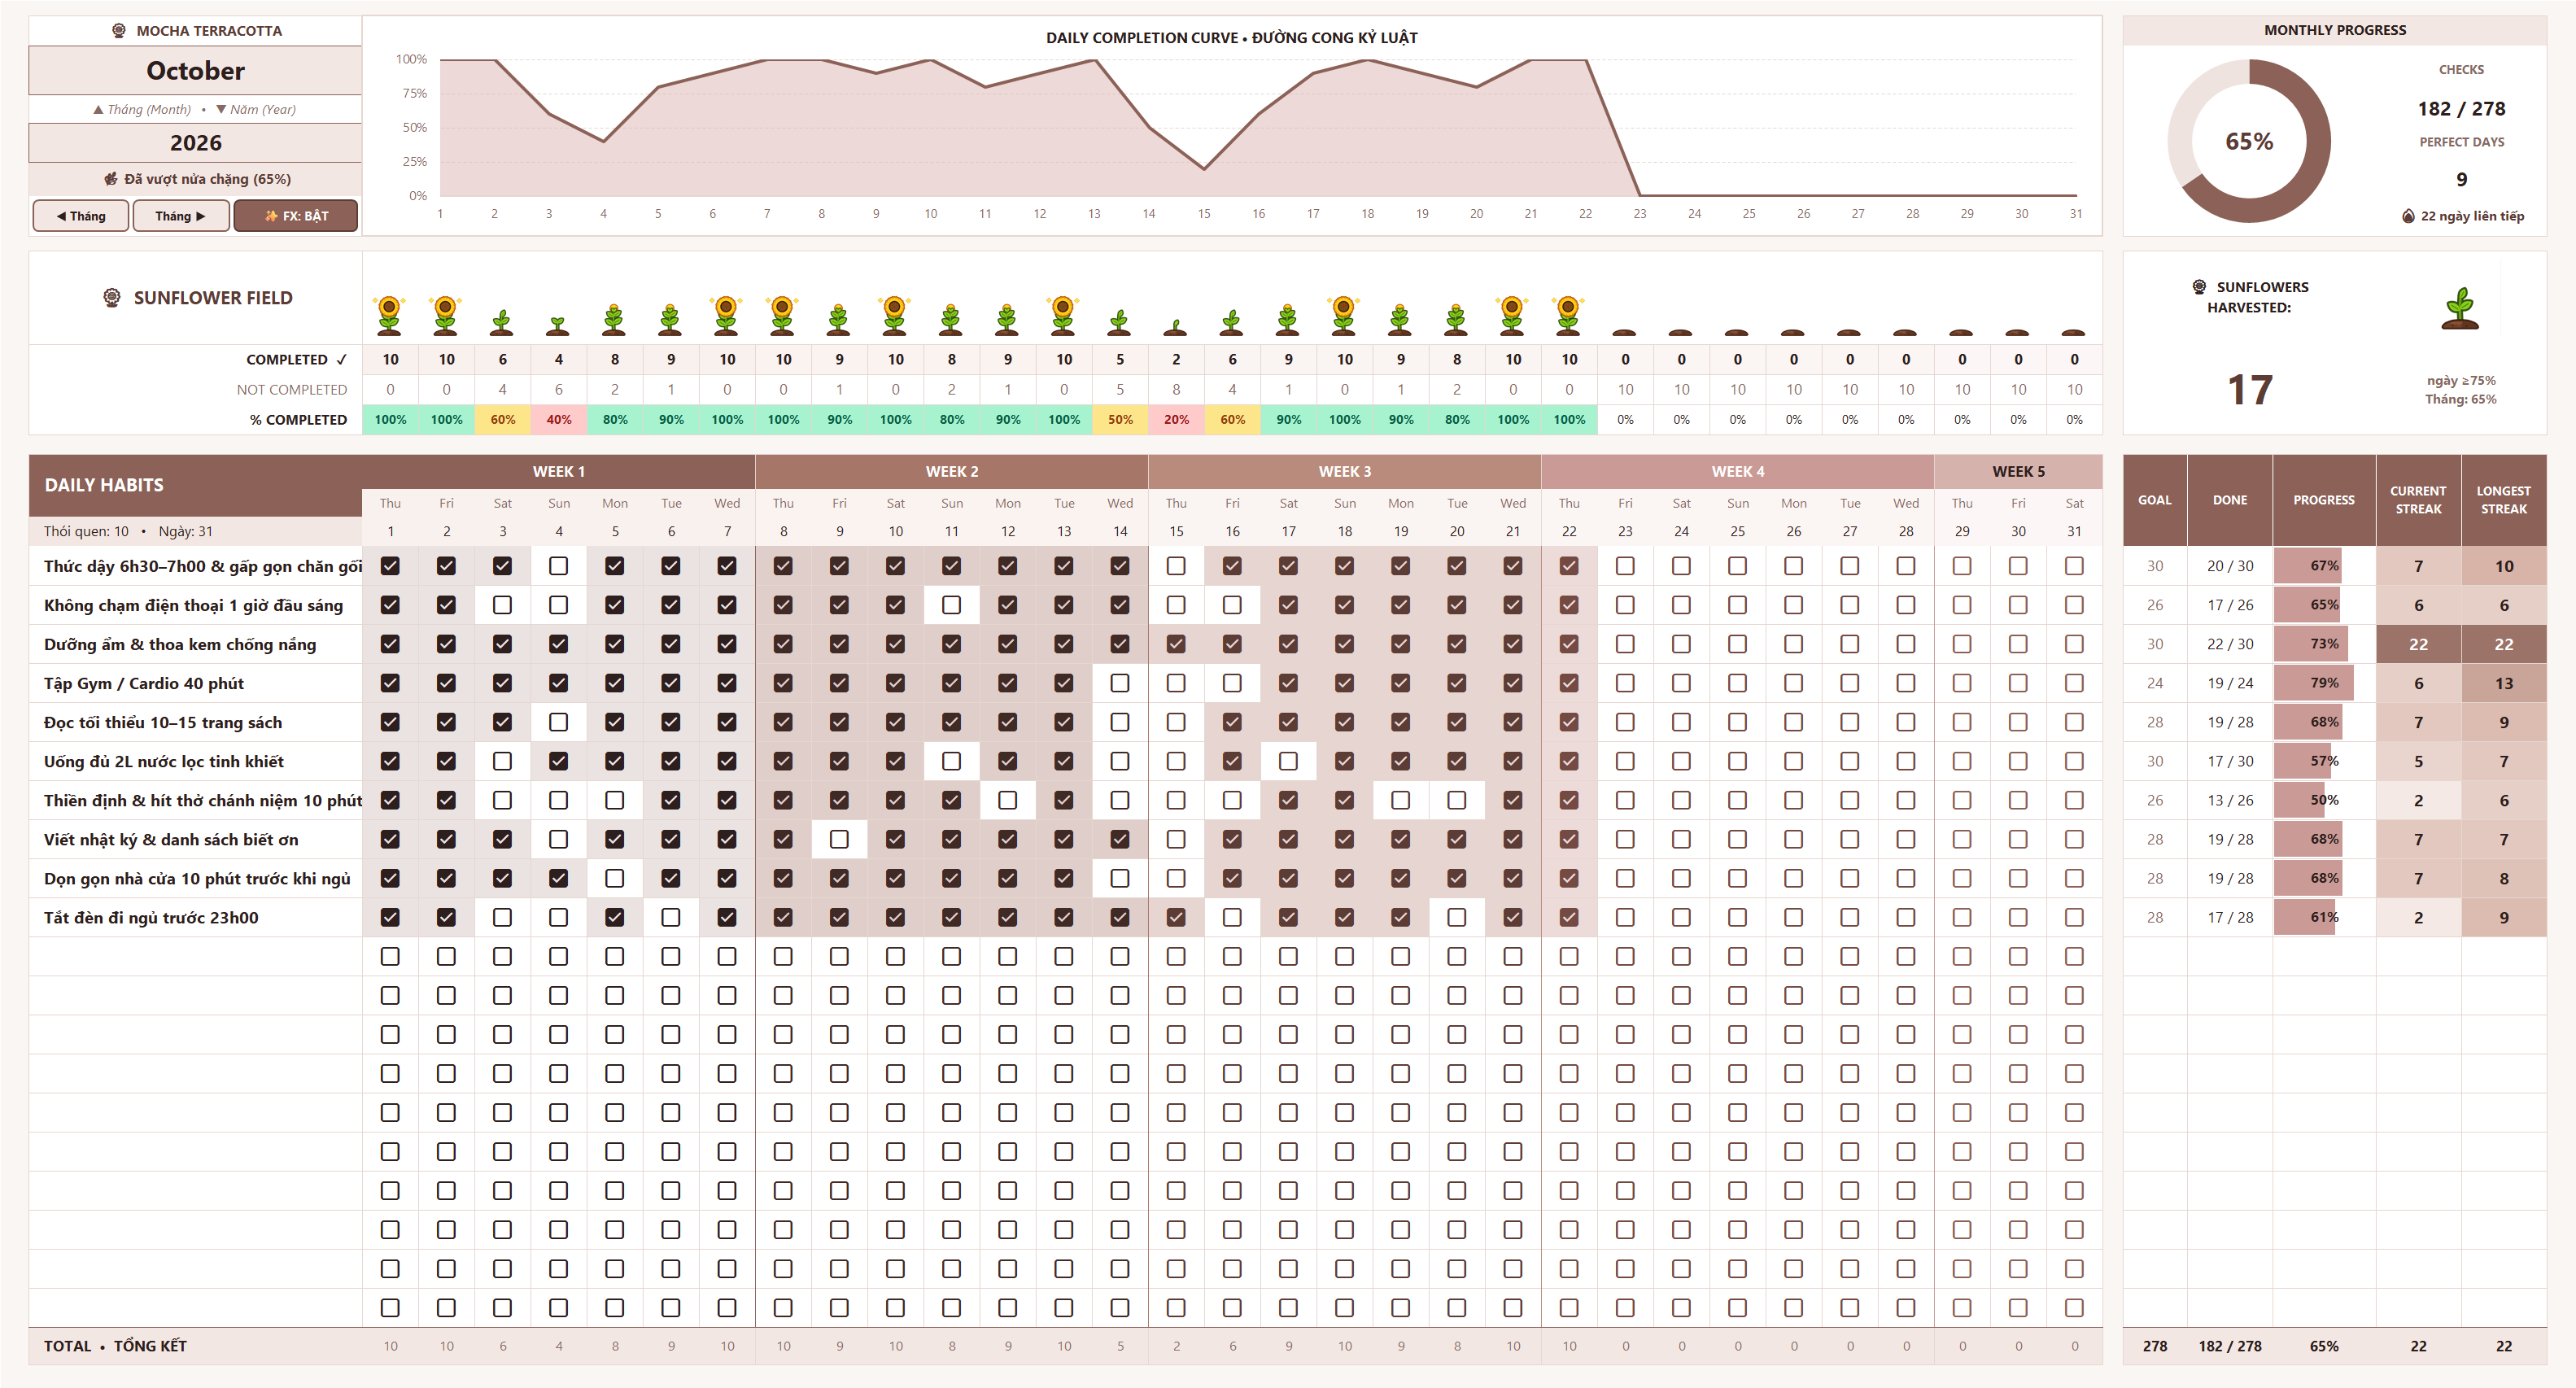 MOCHA TERRACOTTA
October
▲ Tháng (Month) • ▼ Năm (Year)
2026
Đã vượt nửa chặng (65%)
◀ Tháng Tháng ▶ ✨ FX: BẬT
DAILY COMPLETION CURVE • ĐƯỜNG CONG KỶ LUẬT
100%
75%
50%
25%
0%
1 2 3 4 5 6 7 8 9 10 11 12 13 14 15 16 17 18 19 20 21 22 23 24 25 26 27 28 29 30 31
MONTHLY PROGRESS
65%
CHECKS
182 / 278
PERFECT DAYS
9
22 ngày liên tiếp
SUNFLOWER FIELD
COMPLETED ✓ 10 10 6 4 8 9 10 10 9 10 8 9 10 5 2 6 9 10 9 8 10 10 0 0 0 0 0 0 0 0 0
NOT COMPLETED 0 0 4 6 2 1 0 0 1 0 2 1 0 5 8 4 1 0 1 2 0 0 10 10 10 10 10 10 10 10 10
% COMPLETED 100% 100% 60% 40% 80% 90% 100% 100% 90% 100% 80% 90% 100% 50% 20% 60% 90% 100% 90% 80% 100% 100% 0% 0% 0% 0% 0% 0% 0% 0% 0%
SUNFLOWERS
HARVESTED:
17
ngày ≥75%
Tháng: 65%
DAILY HABITS WEEK 1 WEEK 2 WEEK 3 WEEK 4 WEEK 5
Thu Fri Sat Sun Mon Tue Wed Thu Fri Sat Sun Mon Tue Wed Thu Fri Sat Sun Mon Tue Wed Thu Fri Sat Sun Mon Tue Wed Thu Fri Sat
Thói quen: 10 • Ngày: 31 1 2 3 4 5 6 7 8 9 10 11 12 13 14 15 16 17 18 19 20 21 22 23 24 25 26 27 28 29 30 31
GOAL DONE PROGRESS CURRENT STREAK LONGEST STREAK
Thức dậy 6h30–7h00 & gấp gọn chăn gối 30 20 / 30 67% 7 10
Không chạm điện thoại 1 giờ đầu sáng 26 17 / 26 65% 6 6
Dưỡng ẩm & thoa kem chống nắng 30 22 / 30 73% 22 22
Tập Gym / Cardio 40 phút 24 19 / 24 79% 6 13
Đọc tối thiểu 10–15 trang sách 28 19 / 28 68% 7 9
Uống đủ 2L nước lọc tinh khiết 30 17 / 30 57% 5 7
Thiền định & hít thở chánh niệm 10 phút 26 13 / 26 50% 2 6
Viết nhật ký & danh sách biết ơn 28 19 / 28 68% 7 7
Dọn gọn nhà cửa 10 phút trước khi ngủ 28 19 / 28 68% 7 8
Tắt đèn đi ngủ trước 23h00 28 17 / 28 61% 2 9
TOTAL • TỔNG KẾT 10 10 6 4 8 9 10 10 9 10 8 9 10 5 2 6 9 10 9 8 10 10 0 0 0 0 0 0 0 0 0 278 182 / 278 65% 22 22